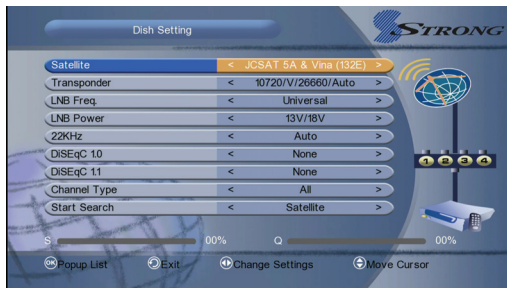 Dish Setting
STRONG
Satellite < JCSAT 5A & Vina (132E) >
Transponder < 10720/V/26660/Auto >
LNB Freq. < Universal >
LNB Power < 13V/18V >
22KHz < Auto >
DiSEqC 1.0 < None >
DiSEqC 1.1 < None >
Channel Type < All >
Start Search < Satellite >
1 2 3 4
S 00% Q 00%
OK Popup List Exit Change Settings Move Cursor